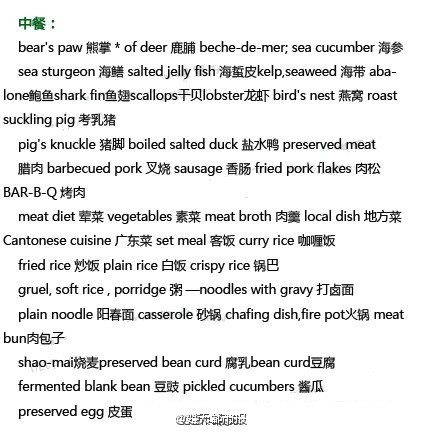 中餐：
bear's paw 熊掌 * of deer 鹿脯 beche-de-mer; sea cucumber 海参
sea sturgeon 海鳝 salted jelly fish 海蜇皮kelp,seaweed 海带 aba-
lone鲍鱼shark fin鱼翅scallops干贝lobster龙虾 bird's nest 燕窝 roast
suckling pig 考乳猪
pig's knuckle 猪脚 boiled salted duck 盐水鸭 preserved meat
腊肉 barbecued pork 叉烧 sausage 香肠 fried pork flakes 肉松
BAR-B-Q 烤肉
meat diet 荤菜 vegetables 素菜 meat broth 肉羹 local dish 地方菜
Cantonese cuisine 广东菜 set meal 客饭 curry rice 咖喱饭
fried rice 炒饭 plain rice 白饭 crispy rice 锅巴
gruel, soft rice , porridge 粥 —noodles with gravy 打卤面
plain noodle 阳春面 casserole 砂锅 chafing dish,fire pot火锅 meat
bun肉包子
shao-mai烧麦preserved bean curd 腐乳bean curd豆腐
fermented blank bean 豆豉 pickled cucumbers 酱瓜
preserved egg 皮蛋
@楚天都市报